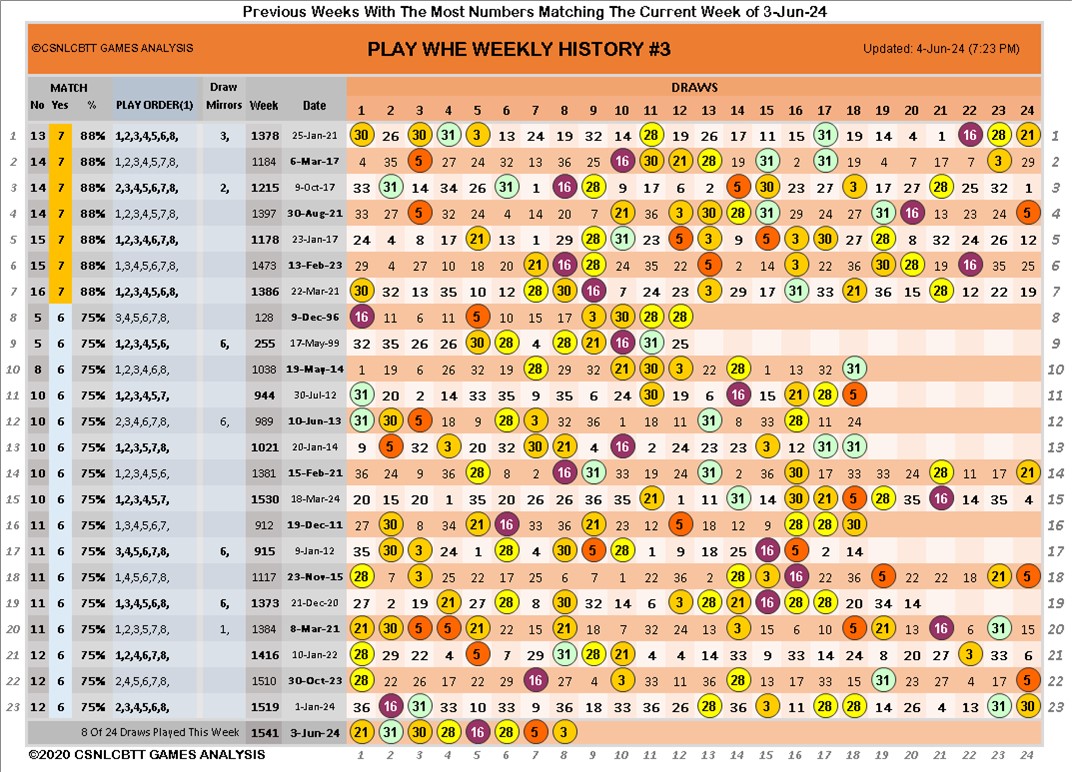 Previous Weeks With The Most Numbers Matching The Current Week of 3-Jun-24
©CSNLCBTT GAMES ANALYSIS PLAY WHE WEEKLY HISTORY #3 Updated: 4-Jun-24 (7:23 PM)
MATCH Draw DRAWS
No Yes % PLAY ORDER(1) Mirrors Week Date 1 2 3 4 5 6 7 8 9 10 11 12 13 14 15 16 17 18 19 20 21 22 23 24
1 13 7 88% 1,2,3,4,5,6,8, 3, 1378 25-Jan-21 30 26 30 31 3 13 24 19 32 14 28 19 26 17 11 15 31 19 14 4 1 16 28 21 1
2 14 7 88% 1,2,3,4,5,7,8, 1184 6-Mar-17 4 35 5 27 24 32 13 36 25 16 30 21 28 19 31 2 31 19 4 7 17 7 3 29 2
3 14 7 88% 2,3,4,5,6,7,8, 2, 1215 9-Oct-17 33 31 14 34 26 31 1 16 28 9 17 6 2 5 30 23 27 3 17 27 28 25 32 1 3
4 14 7 88% 1,2,3,4,5,7,8, 1397 30-Aug-21 33 27 5 32 24 4 14 20 7 21 36 3 30 28 31 29 24 27 31 16 13 23 24 5 4
5 15 7 88% 1,2,3,4,6,7,8, 1178 23-Jan-17 24 4 8 17 21 13 1 29 28 31 23 5 3 9 5 3 30 27 28 8 32 24 26 12 5
6 15 7 88% 1,3,4,5,6,7,8, 1473 13-Feb-23 29 4 27 10 18 20 21 16 28 24 35 22 5 2 14 3 22 36 30 28 19 16 35 25 6
7 16 7 88% 1,2,3,4,5,6,8, 1386 22-Mar-21 30 32 13 35 10 12 28 30 16 7 24 23 3 29 16 31 33 21 36 15 28 12 22 19 7
8 5 6 75% 3,4,5,6,7,8, 128 9-Dec-96 16 11 6 11 5 10 15 17 3 30 28 28 8
9 5 6 75% 1,2,3,4,5,6, 6, 255 17-May-99 32 35 26 26 30 28 4 28 21 16 31 25 9
10 8 6 75% 1,2,3,4,6,8, 1038 19-May-14 1 19 6 26 12 19 28 29 32 21 30 3 22 28 1 13 32 31 10
11 10 6 75% 1,2,3,4,5,7, 944 30-Jul-12 31 20 2 14 33 35 9 35 6 24 30 19 6 16 2 21 28 5 11
12 10 6 75% 2,3,4,6,7,8, 6, 989 10-Jun-13 31 30 5 18 9 28 3 32 36 1 18 11 31 8 33 28 11 24 12
13 10 6 75% 1,2,3,5,7,8, 1021 20-Jan-14 9 5 32 3 20 32 30 21 4 16 2 24 23 23 3 12 31 31 13
14 10 6 75% 1,2,3,4,5,6, 1381 15-Feb-21 36 24 9 36 28 8 2 16 31 33 19 14 31 2 36 30 17 33 33 24 28 11 17 21 14
15 10 6 75% 1,2,3,4,5,7, 1530 18-Mar-24 20 15 20 1 35 20 26 26 36 35 21 1 11 31 14 30 21 5 28 35 16 14 35 4 15
16 11 6 75% 1,3,4,5,6,7, 912 19-Dec-11 27 30 8 34 21 16 33 36 21 23 12 5 18 12 9 28 28 30 16
17 11 6 75% 3,4,5,6,7,8, 6, 915 9-Jan-12 35 30 3 24 1 28 4 30 5 28 1 9 18 25 16 5 2 14 17
18 11 6 75% 1,4,5,6,7,8, 1117 23-Nov-15 28 7 3 25 22 17 25 6 7 1 22 36 2 28 3 16 22 36 5 22 22 18 21 5 18
19 11 6 75% 1,3,4,5,6,8, 6, 1373 21-Dec-20 27 2 19 21 27 28 8 30 32 14 6 3 28 21 16 28 28 20 34 14 19
20 11 6 75% 1,2,3,5,7,8, 1, 1384 8-Mar-21 21 30 5 5 21 22 15 21 18 7 32 24 13 3 15 6 10 5 21 13 16 6 31 15 20
21 12 6 75% 1,2,4,6,7,8, 1416 10-Jan-22 28 29 22 4 5 7 29 31 28 21 4 4 14 33 9 33 14 24 8 20 27 3 33 6 21
22 12 6 75% 2,4,5,6,7,8, 1510 30-Oct-23 28 22 26 17 22 29 16 27 4 3 33 11 36 28 13 17 33 15 31 23 27 4 17 5 22
23 12 6 75% 2,3,4,5,6,8, 1519 1-Jan-24 36 16 31 33 10 33 9 36 18 33 36 26 28 36 3 11 28 28 14 26 4 13 31 30 23
8 Of 24 Draws Played This Week 1541 3-Jun-24 21 31 30 28 16 28 5 3
©2020 CSNLCBTT GAMES ANALYSIS 1 2 3 4 5 6 7 8 9 10 11 12 13 14 15 16 17 18 19 20 21 22 23 24